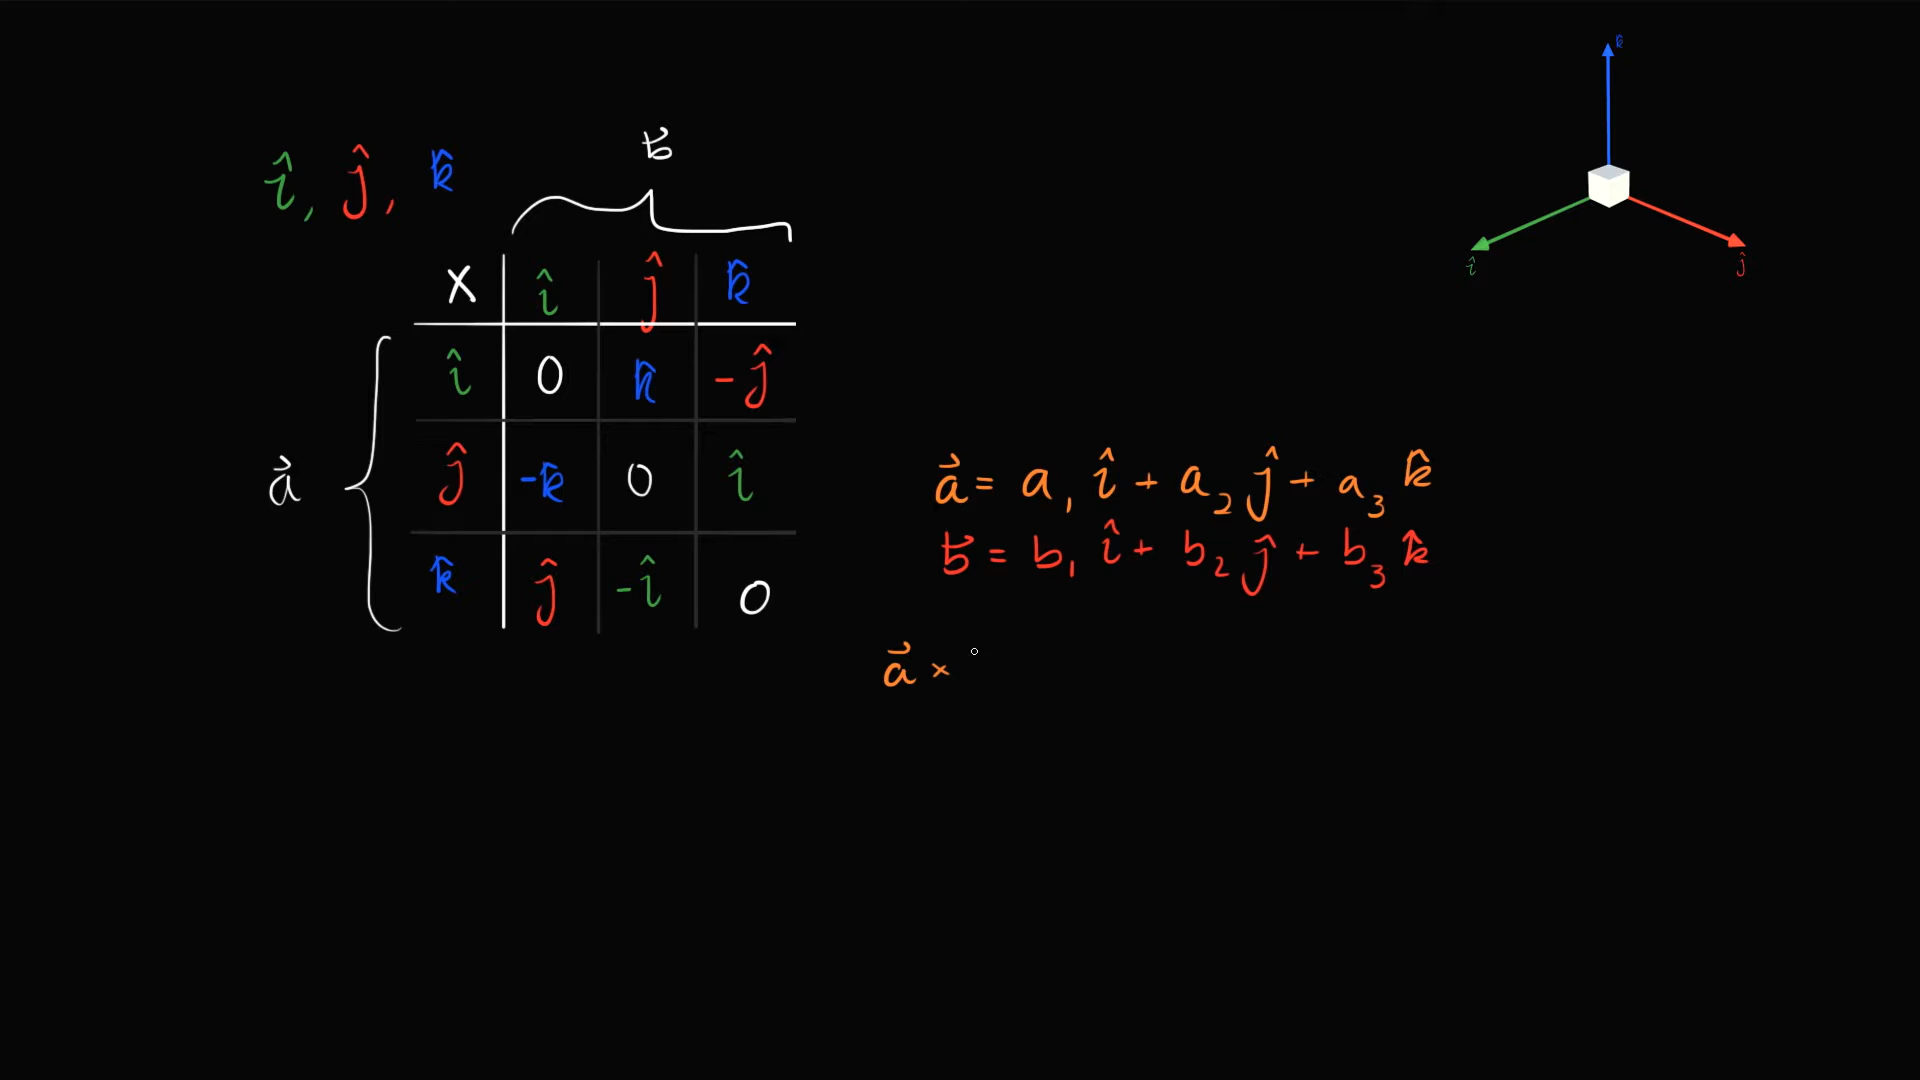 k̂
î, ĵ, k̂
b⃗
î
ĵ
× î ĵ k̂
î 0 k̂ -ĵ
a⃗
ĵ -k̂ 0 î
k̂ ĵ -î 0
a⃗ = a₁ î + a₂ ĵ + a₃ k̂
b⃗ = b₁ î + b₂ ĵ + b₃ k̂
a⃗ ×